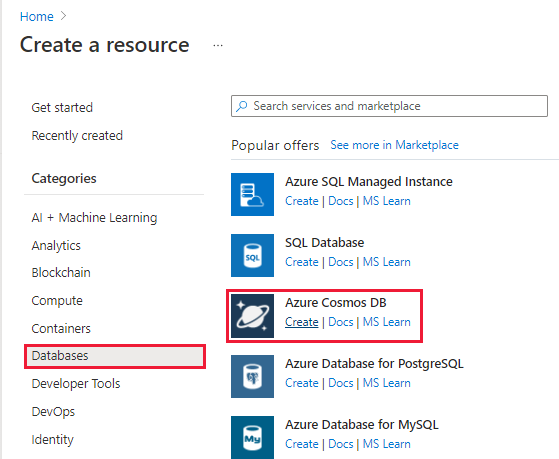 Home >
Create a resource ...
Get started
Recently created
Categories
AI + Machine Learning
Analytics
Blockchain
Compute
Containers
Databases
Developer Tools
DevOps
Identity
Search services and marketplace
Popular offers See more in Marketplace
Azure SQL Managed Instance
Create | Docs | MS Learn
SQL
SQL Database
Create | Docs | MS Learn
Azure Cosmos DB
Create | Docs | MS Learn
Azure Database for PostgreSQL
Create | Docs | MS Learn
My
Azure Database for MySQL
Create | Docs | MS Learn